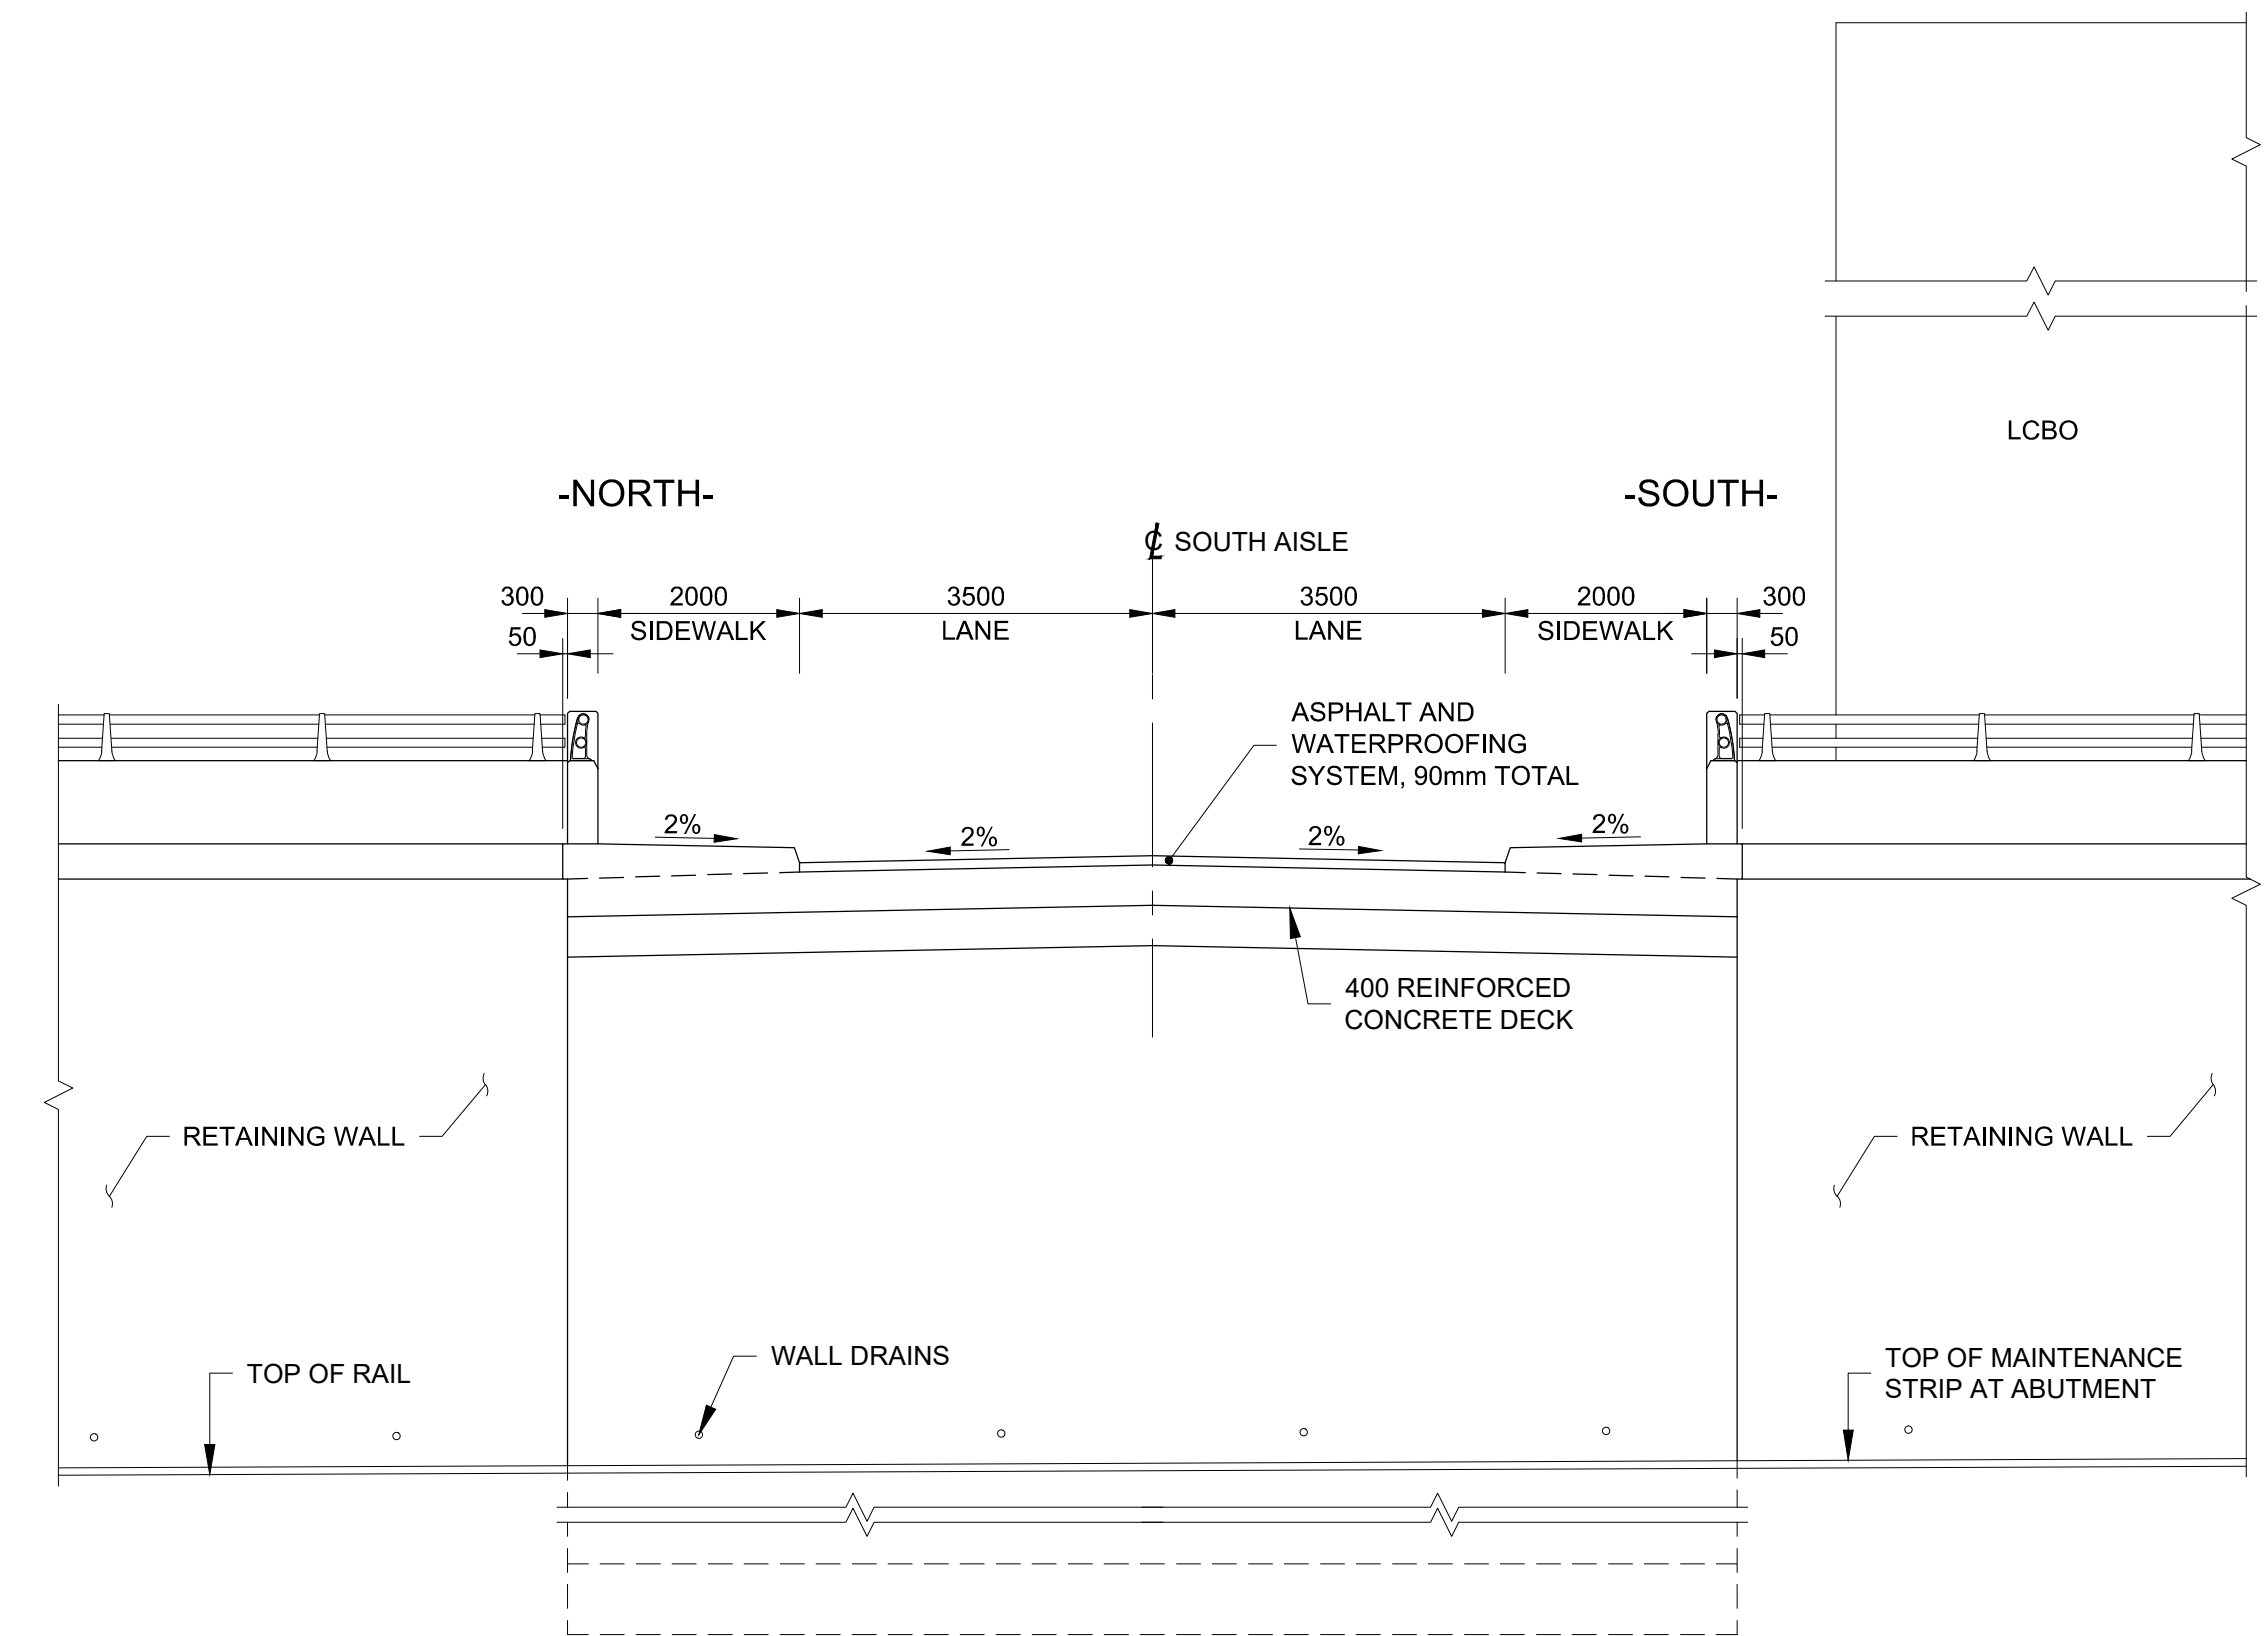 LCBO
-NORTH-
-SOUTH-
℄ SOUTH AISLE
300
2000
3500
3500
2000
300
SIDEWALK
LANE
LANE
SIDEWALK
50
50
ASPHALT AND
WATERPROOFING
SYSTEM, 90mm TOTAL
2%
2%
2%
2%
400 REINFORCED
CONCRETE DECK
RETAINING WALL
RETAINING WALL
WALL DRAINS
TOP OF RAIL
TOP OF MAINTENANCE
STRIP AT ABUTMENT